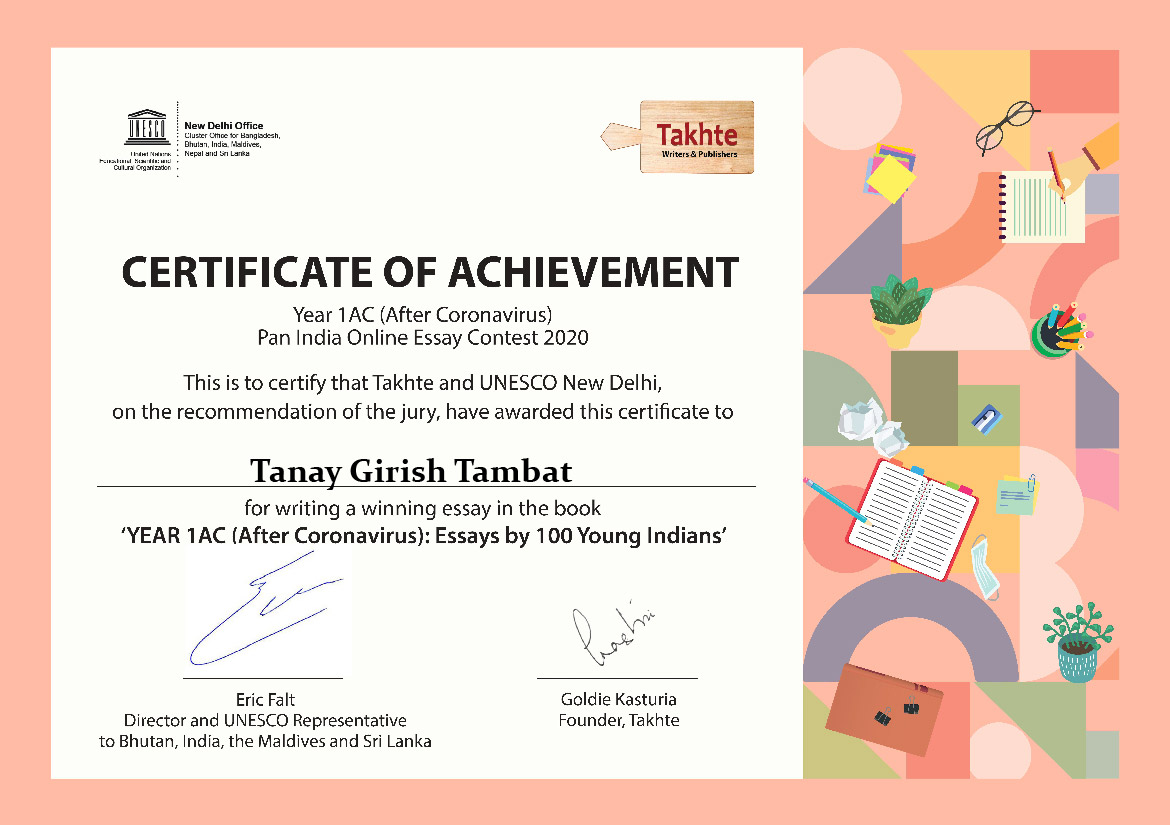 UNESCO
United Nations
Educational, Scientific and
Cultural Organization
New Delhi Office
Cluster Office for Bangladesh,
Bhutan, India, Maldives,
Nepal and Sri Lanka
Takhte
Writers & Publishers
CERTIFICATE OF ACHIEVEMENT
Year 1AC (After Coronavirus)
Pan India Online Essay Contest 2020
This is to certify that Takhte and UNESCO New Delhi,
on the recommendation of the jury, have awarded this certificate to
Tanay Girish Tambat
for writing a winning essay in the book
‘YEAR 1AC (After Coronavirus): Essays by 100 Young Indians’
Eric Falt
Director and UNESCO Representative
to Bhutan, India, the Maldives and Sri Lanka
Goldie Kasturia
Founder, Takhte